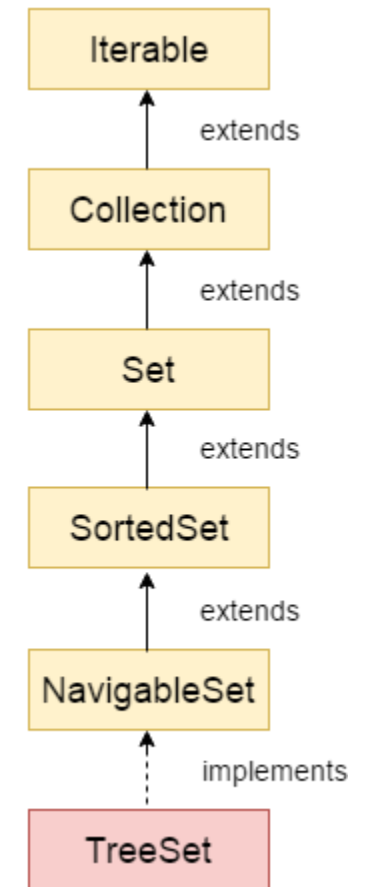 Iterable
extends
Collection
extends
Set
extends
SortedSet
extends
NavigableSet
implements
TreeSet